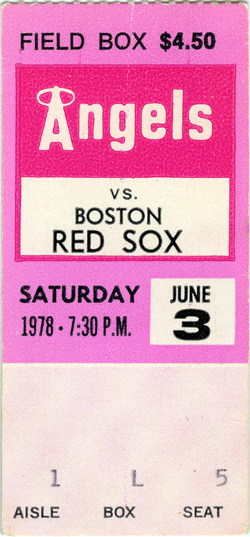 FIELD BOX $4.50
Angels
VS.
BOSTON
RED SOX
SATURDAY JUNE
1978 • 7:30 P.M. 3
1 L 5
AISLE BOX SEAT